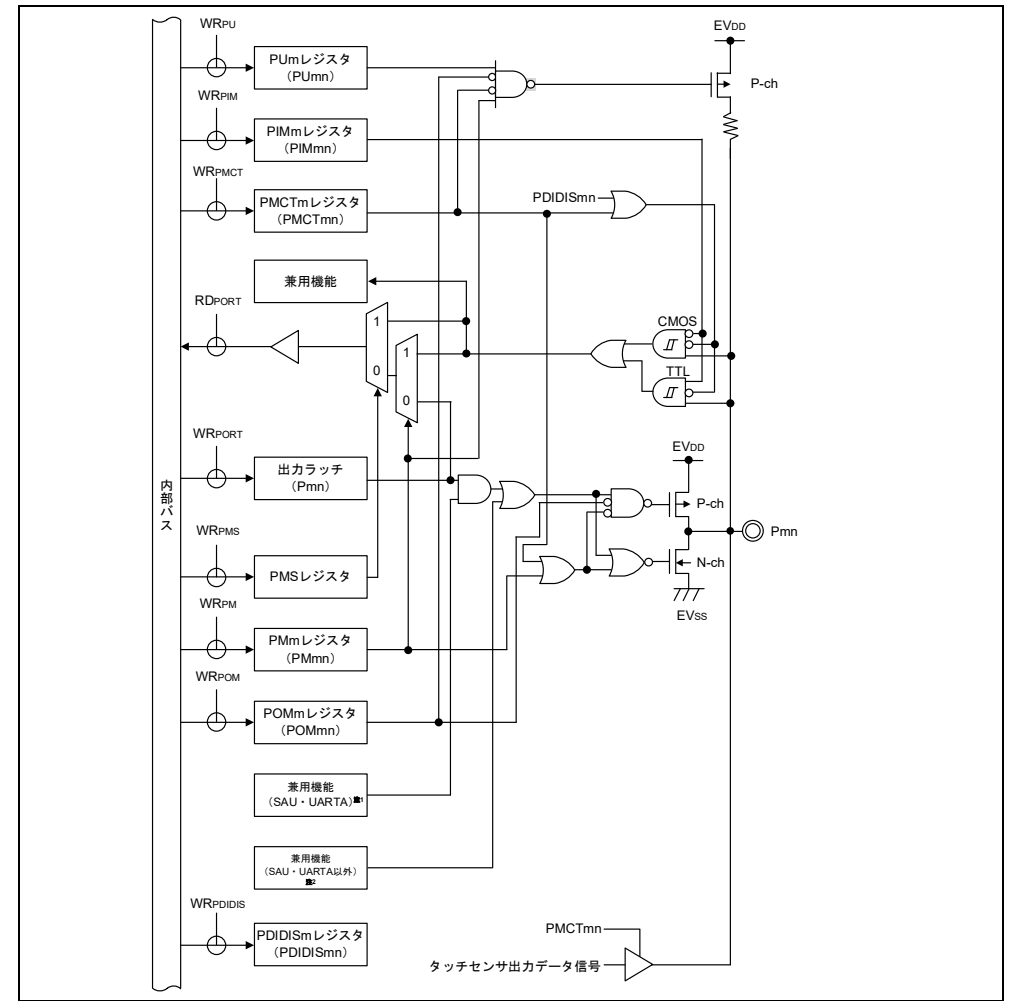 WRPU
PUmレジスタ
（PUmn）
EVDD
P-ch
WRPIM
PIMmレジスタ
（PIMmn）
WRPMCT
PMCTmレジスタ
（PMCTmn）
PDIDISmn
兼用機能
RDPORT
1
0
1
0
CMOS
TTL
WRPORT
出力ラッチ
（Pmn）
EVDD
P-ch
Pmn
N-ch
EVSS
内部バス
WRPMS
PMSレジスタ
WRPM
PMmレジスタ
（PMmn）
WRPOM
POMmレジスタ
（POMmn）
兼用機能
（SAU・UARTA）注1
兼用機能
（SAU・UARTA以外）
注2
WRPDIDIS
PDIDISmレジスタ
（PDIDISmn）
PMCTmn
タッチセンサ出力データ信号